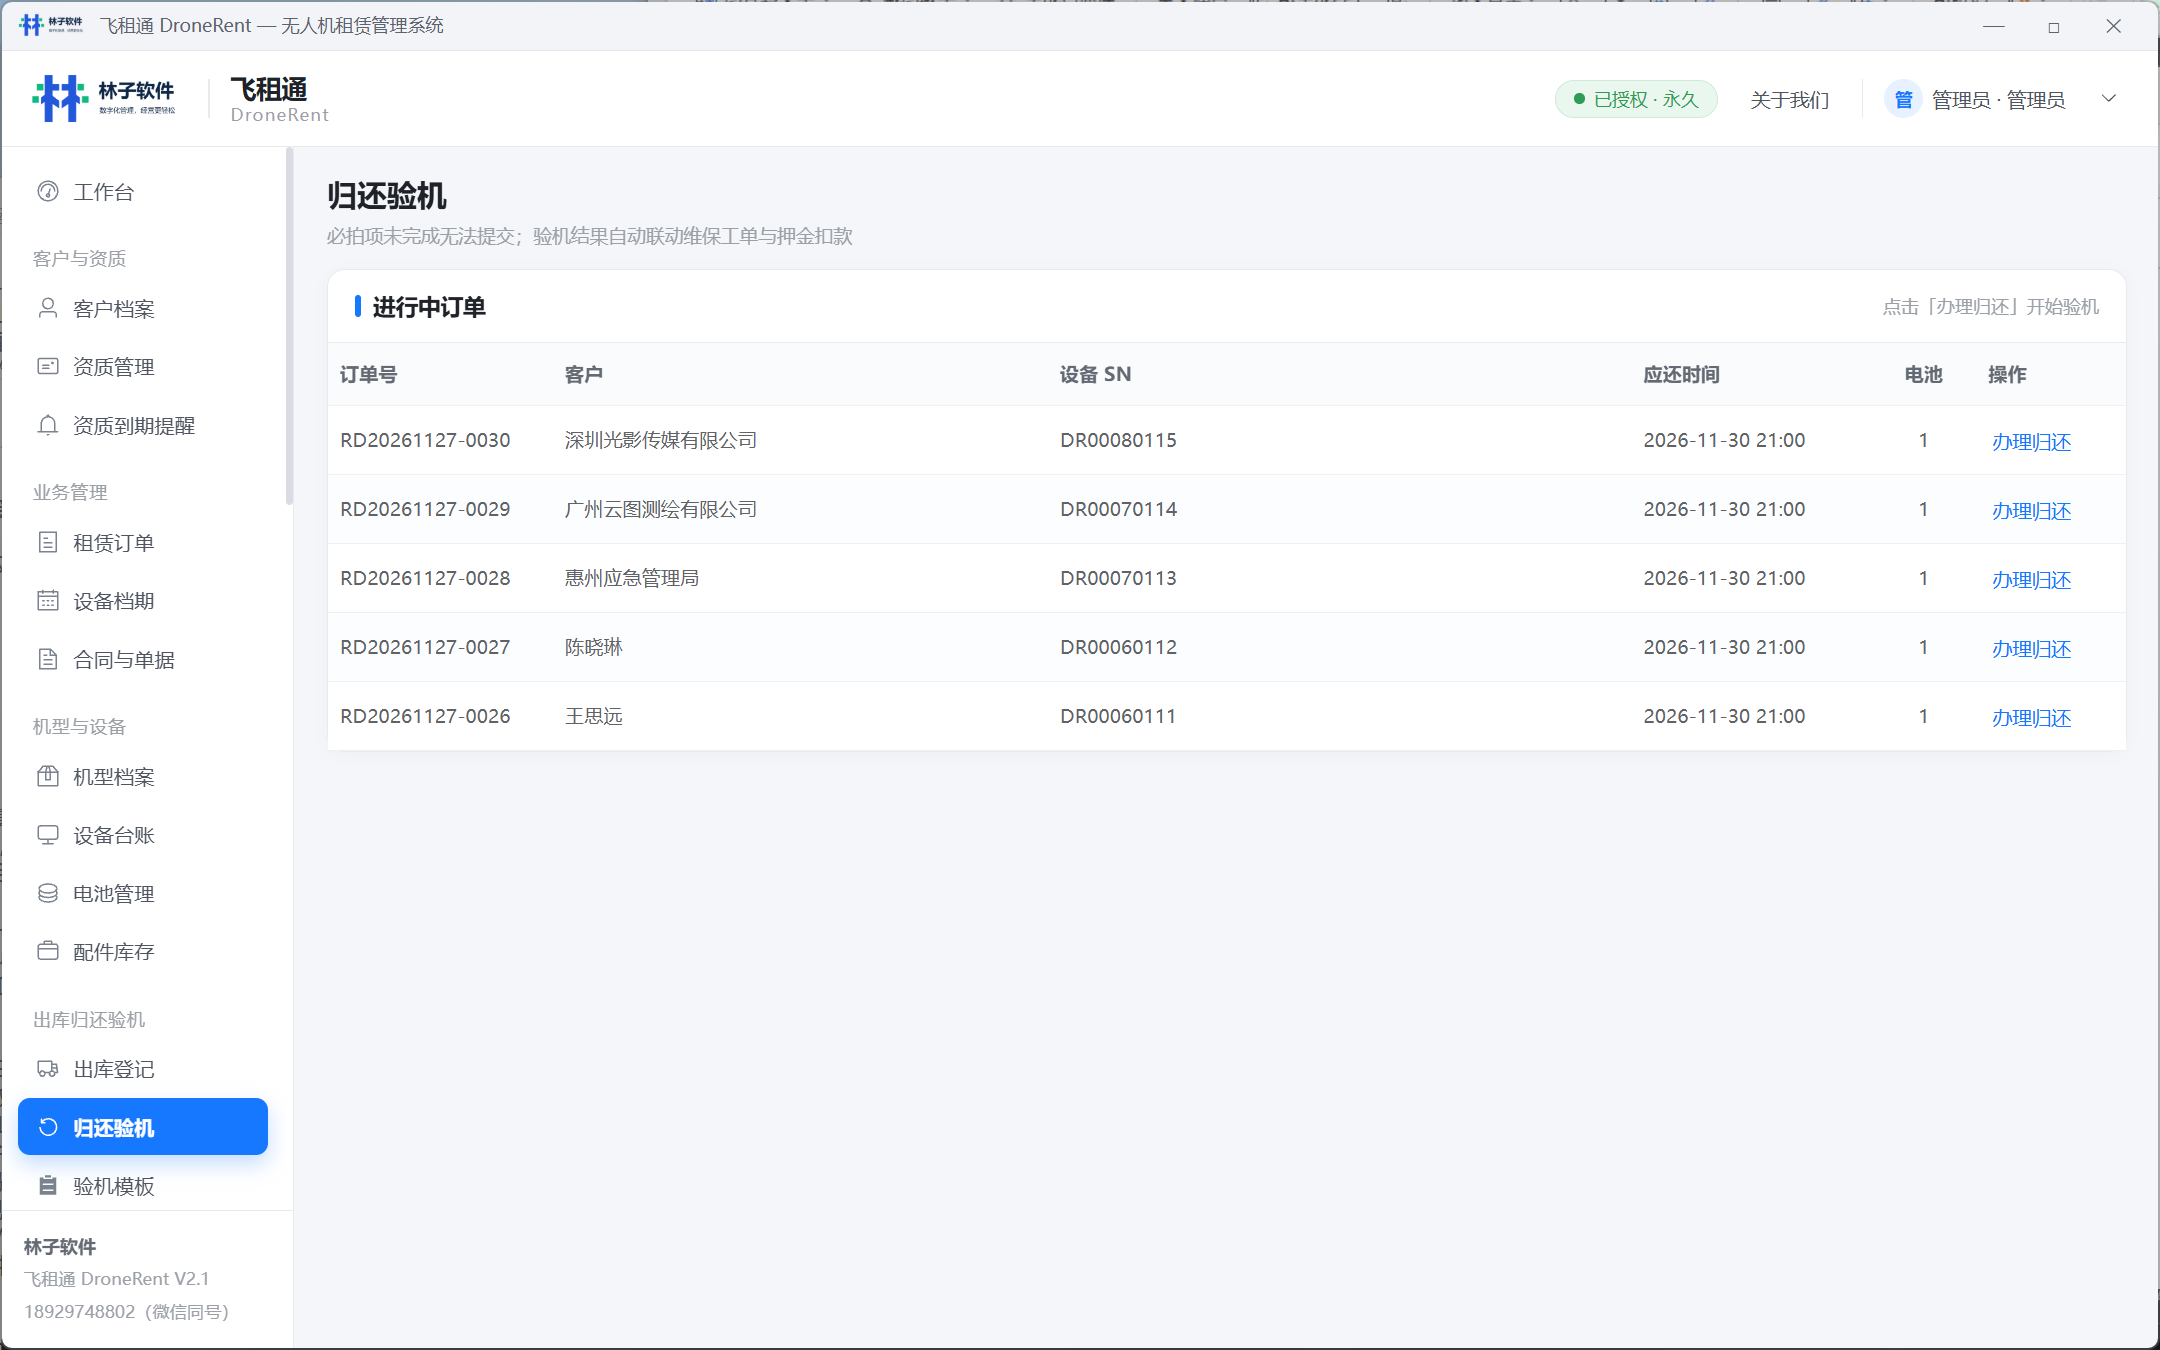 林子软件 飞租通 DroneRent — 无人机租赁管理系统
林子软件
数字化管理，经营更轻松
飞租通
DroneRent
已授权 · 永久
关于我们
管 管理员 · 管理员
工作台
客户与资质
客户档案
资质管理
资质到期提醒
业务管理
租赁订单
设备档期
合同与单据
机型与设备
机型档案
设备台账
电池管理
配件库存
出库归还验机
出库登记
归还验机
验机模板
林子软件
飞租通 DroneRent V2.1
18929748802（微信同号）
归还验机
必拍项未完成无法提交；验机结果自动联动维保工单与押金扣款
进行中订单 点击「办理归还」开始验机
订单号 客户 设备 SN 应还时间 电池 操作
RD20261127-0030 深圳光影传媒有限公司 DR00080115 2026-11-30 21:00 1 办理归还
RD20261127-0029 广州云图测绘有限公司 DR00070114 2026-11-30 21:00 1 办理归还
RD20261127-0028 惠州应急管理局 DR00070113 2026-11-30 21:00 1 办理归还
RD20261127-0027 陈晓琳 DR00060112 2026-11-30 21:00 1 办理归还
RD20261127-0026 王思远 DR00060111 2026-11-30 21:00 1 办理归还